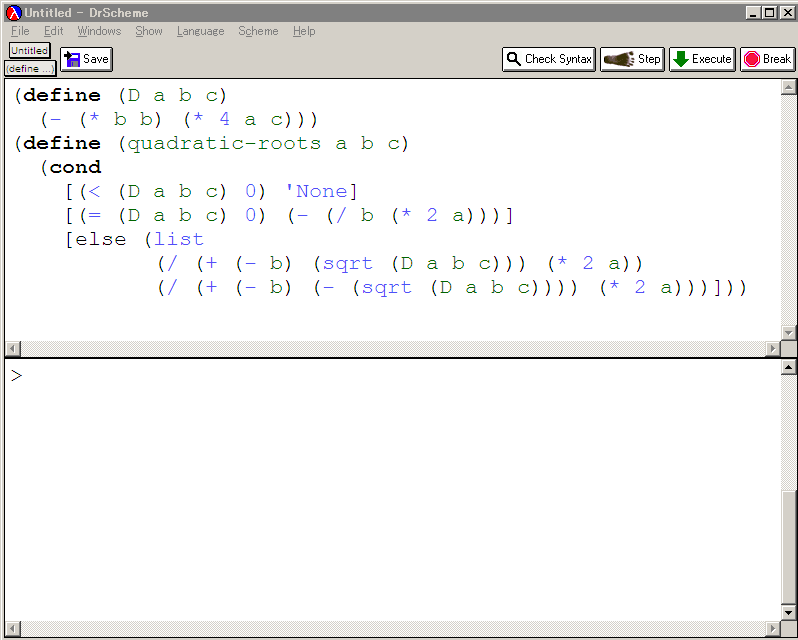 Untitled - DrScheme
File Edit Windows Show Language Scheme Help
Untitled
(define ...)
Save
Check Syntax
Step
Execute
Break
(define (D a b c)
  (- (* b b) (* 4 a c)))
(define (quadratic-roots a b c)
  (cond
    [(< (D a b c) 0) 'None]
    [(= (D a b c) 0) (- (/ b (* 2 a)))]
    [else (list
           (/ (+ (- b) (sqrt (D a b c))) (* 2 a))
           (/ (+ (- b) (- (sqrt (D a b c)))) (* 2 a)))]))
>